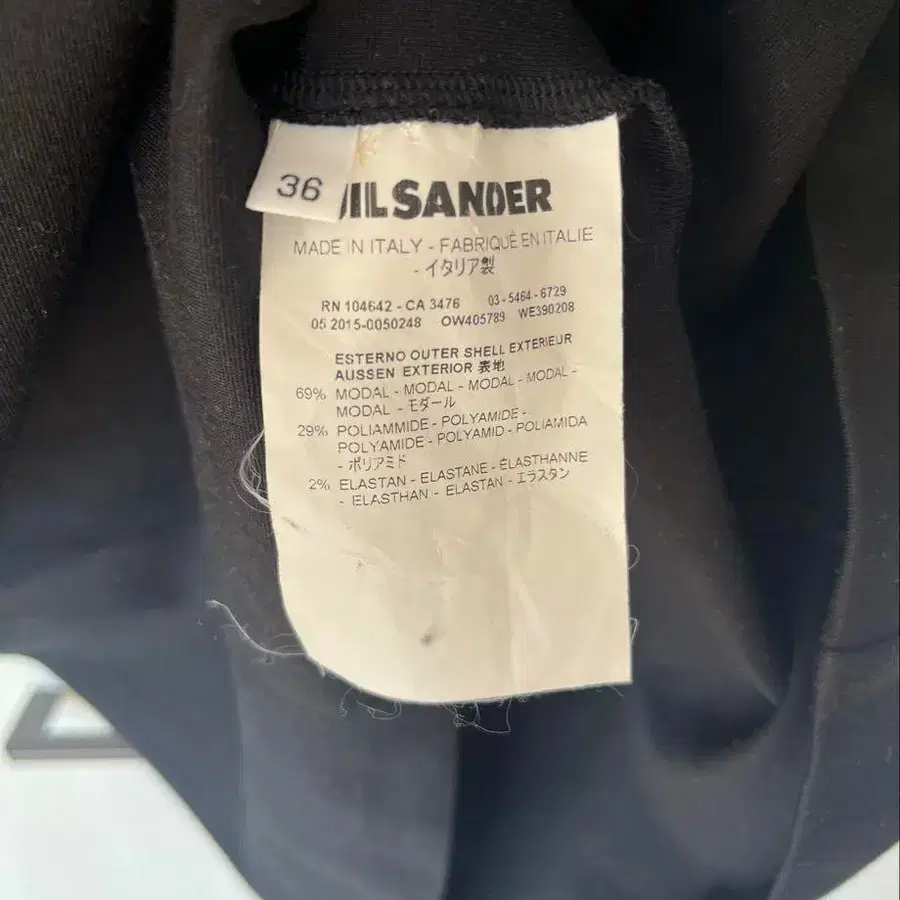 36
JIL SANDER
MADE IN ITALY - FABRIQUÉ EN ITALIE
- イタリア製
RN 104642 - CA 3476 03-5464-6729
05 2015-0050248 OW405789 WE390208
ESTERNO OUTER SHELL EXTERIEUR
AUSSEN EXTERIOR 表地
69% MODAL - MODAL - MODAL - MODAL -
MODAL - モダール
29% POLIAMMIDE - POLYAMIDE -
POLYAMIDE - POLYAMID - POLIAMIDA
- ポリアミド
2% ELASTAN - ELASTANE - ÉLASTHANNE
- ELASTHAN - ELASTAN - エラスタン